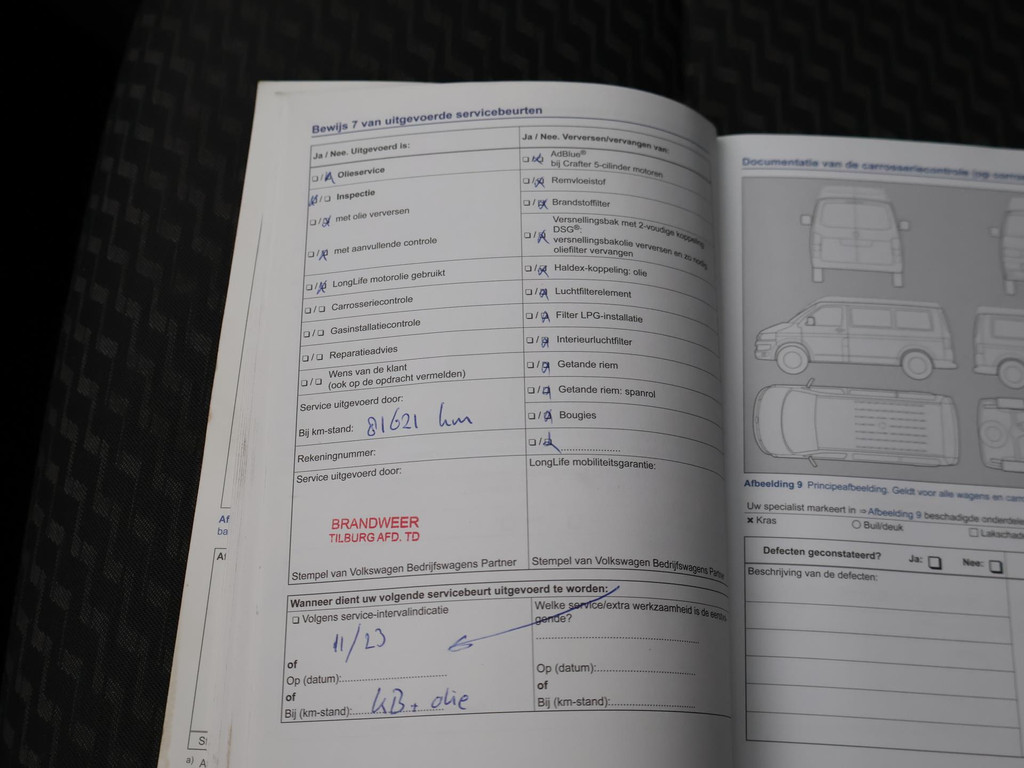 Bewijs 7 van uitgevoerde servicebeurten
Ja / Nee. Uitgevoerd is:
❑ / ❑ Olieservice
❑ / ❑ Inspectie
❑ / ❑ met olie verversen
❑ / ❑ met aanvullende controle
❑ / ❑ LongLife motorolie gebruikt
❑ / ❑ Carrosseriecontrole
❑ / ❑ Gasinstallatiecontrole
❑ / ❑ Reparatieadvies
❑ / ❑ Wens van de klant
(ook op de opdracht vermelden)
Service uitgevoerd door:
Bij km-stand: 81621 km
Rekeningnummer:
Service uitgevoerd door:
BRANDWEER
TILBURG AFD. TD
Stempel van Volkswagen Bedrijfswagens Partner
Ja / Nee. Verversen/vervangen van:
❑ / ❑ AdBlue®
bij Crafter 5-cilinder motoren
❑ / ❑ Remvloeistof
❑ / ❑ Brandstoffilter
❑ / ❑ Versnellingsbak met 2-voudige koppeling
DSG®:
versnellingsbakolie verversen en zo nodig
oliefilter vervangen
❑ / ❑ Haldex-koppeling: olie
❑ / ❑ Luchtfilterelement
❑ / ❑ Filter LPG-installatie
❑ / ❑ Interieurluchtfilter
❑ / ❑ Getande riem
❑ / ❑ Getande riem: spanrol
❑ / ❑ Bougies
❑ / ❑ ....................
LongLife mobiliteitsgarantie:
Stempel van Volkswagen Bedrijfswagens Partner
Wanneer dient uw volgende servicebeurt uitgevoerd te worden:
❑ Volgens service-intervalindicatie
11/23
of
Op (datum):
of
Bij (km-stand): KB + olie
Welke service/extra werkzaamheid is de
gende?
Op (datum):
of
Bij (km-stand):
Af
ba
A
S
a) A
Documentatie van de carrosseriecontrole (op
Afbeelding 9 Principeafbeelding. Geldt voor alle wagens en
Uw specialist markeert in ⇒Afbeelding 9 beschadigde
× Kras
○ Buil/deuk
❑ Lakschade
Defecten geconstateerd? Ja: ❑ Nee: ❑
Beschrijving van de defecten: